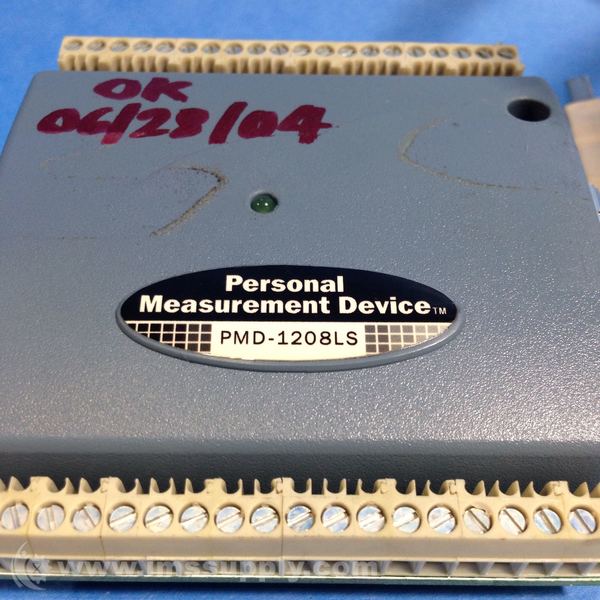 OK
06/28/04
Personal
Measurement Device™
PMD-1208LS
www.imssupply.com